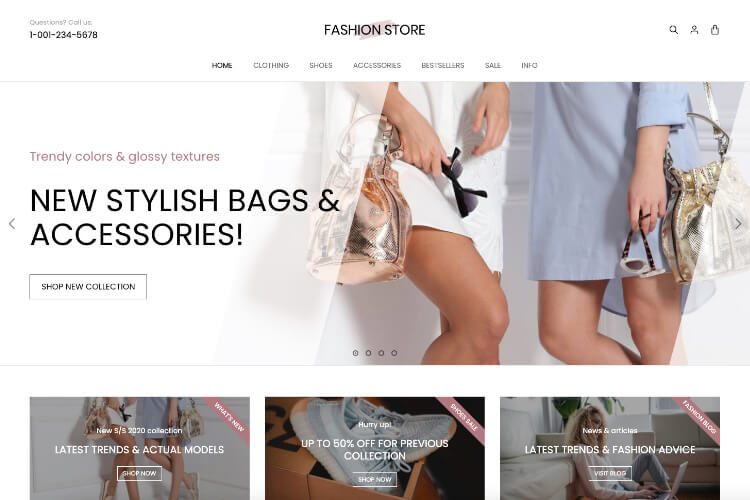 Questions? Call us:
1-001-234-5678
FASHION STORE
HOME CLOTHING SHOES ACCESSORIES BESTSELLERS SALE INFO
Trendy colors & glossy textures
NEW STYLISH BAGS &
ACCESSORIES!
SHOP NEW COLLECTION
WHAT'S NEW
New S/S 2020 collection
LATEST TRENDS & ACTUAL MODELS
SHOP NOW
SHOES SALE
Hurry up!
UP TO 50% OFF FOR PREVIOUS
COLLECTION
SHOP NOW
FASHION BLOG
News & articles
LATEST TRENDS & FASHION ADVICE
VISIT BLOG